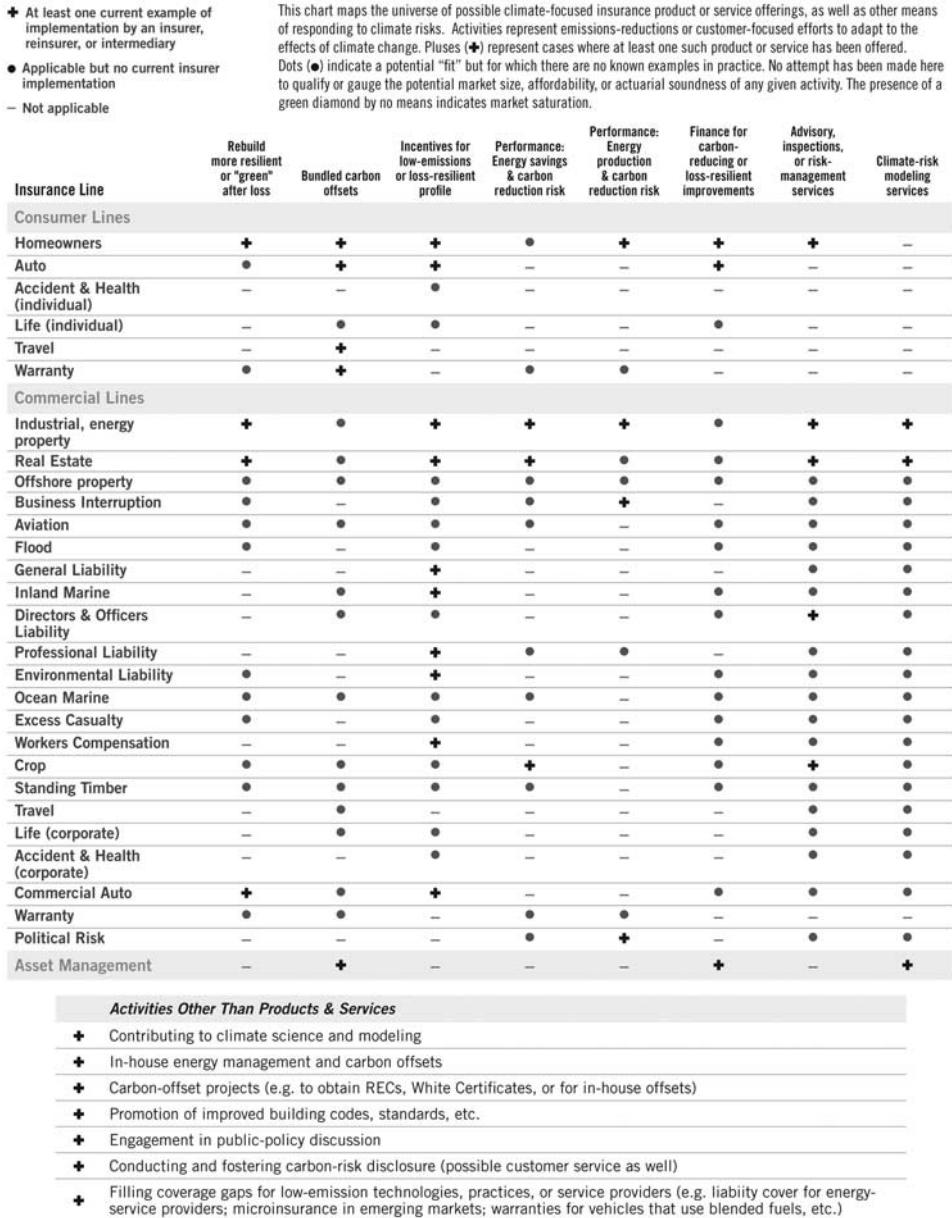 ✚ At least one current example of
implementation by an insurer,
reinsurer, or intermediary
● Applicable but no current insurer
implementation
– Not applicable
This chart maps the universe of possible climate-focused insurance product or service offerings, as well as other means
of responding to climate risks. Activities represent emissions-reductions or customer-focused efforts to adapt to the
effects of climate change. Pluses (✚) represent cases where at least one such product or service has been offered.
Dots (●) indicate a potential "fit" but for which there are no known examples in practice. No attempt has been made here
to qualify or gauge the potential market size, affordability, or actuarial soundness of any given activity. The presence of a
green diamond by no means indicates market saturation.
Insurance Line
Rebuild
more resilient
or "green"
after loss
Bundled carbon
offsets
Incentives for
low-emissions
or loss-resilient
profile
Performance:
Energy savings
& carbon
reduction risk
Performance:
Energy
production
& carbon
reduction risk
Finance for
carbon-
reducing or
loss-resilient
improvements
Advisory,
inspections,
or risk-
management
services
Climate-risk
modeling
services
Consumer Lines
Homeowners ✚ ✚ ✚ ● ✚ ✚ ✚ –
Auto ● ✚ ✚ – – ✚ – –
Accident & Health
(individual) – – ● – – – – –
Life (individual) – ● ● – – ● – –
Travel – ✚ – – – – – –
Warranty ● ✚ – ● ● – – –
Commercial Lines
Industrial, energy
property ✚ ● ✚ ✚ ✚ ● ✚ ✚
Real Estate ✚ ● ✚ ✚ ● ● ✚ ✚
Offshore property ● ● ● ● ● ● ● ●
Business Interruption ● – ● ● ✚ – ● ●
Aviation ● ● ● ● – ● ● ●
Flood ● – ● – – ● ● ●
General Liability – – ✚ – – – ● ●
Inland Marine – ● ✚ – – ● ● ●
Directors & Officers
Liability – ● ● – – ● ✚ ●
Professional Liability – – ✚ ● ● – ● ●
Environmental Liability ● – ✚ – – ● ● ●
Ocean Marine ● ● ● ● – ● ● ●
Excess Casualty ● – ● – – ● ● ●
Workers Compensation – – ✚ – – ● ● ●
Crop ● ● ● ✚ – ● ✚ ●
Standing Timber ● ● ● ● – ● ● ●
Travel – ● – – – – ● ●
Life (corporate) – ● ● – – – ● ●
Accident & Health
(corporate) – – ● – – – ● ●
Commercial Auto ✚ ● ✚ – – ● ● ●
Warranty ● ● – ● ● – – –
Political Risk – – – ● ✚ – ● ●
Asset Management – ✚ – – – ✚ – ✚
Activities Other Than Products & Services
✚ Contributing to climate science and modeling
✚ In-house energy management and carbon offsets
✚ Carbon-offset projects (e.g. to obtain RECs, White Certificates, or for in-house offsets)
✚ Promotion of improved building codes, standards, etc.
✚ Engagement in public-policy discussion
✚ Conducting and fostering carbon-risk disclosure (possible customer service as well)
✚ Filling coverage gaps for low-emission technologies, practices, or service providers (e.g. liabiity cover for energy-
service providers; microinsurance in emerging markets; warranties for vehicles that use blended fuels, etc.)